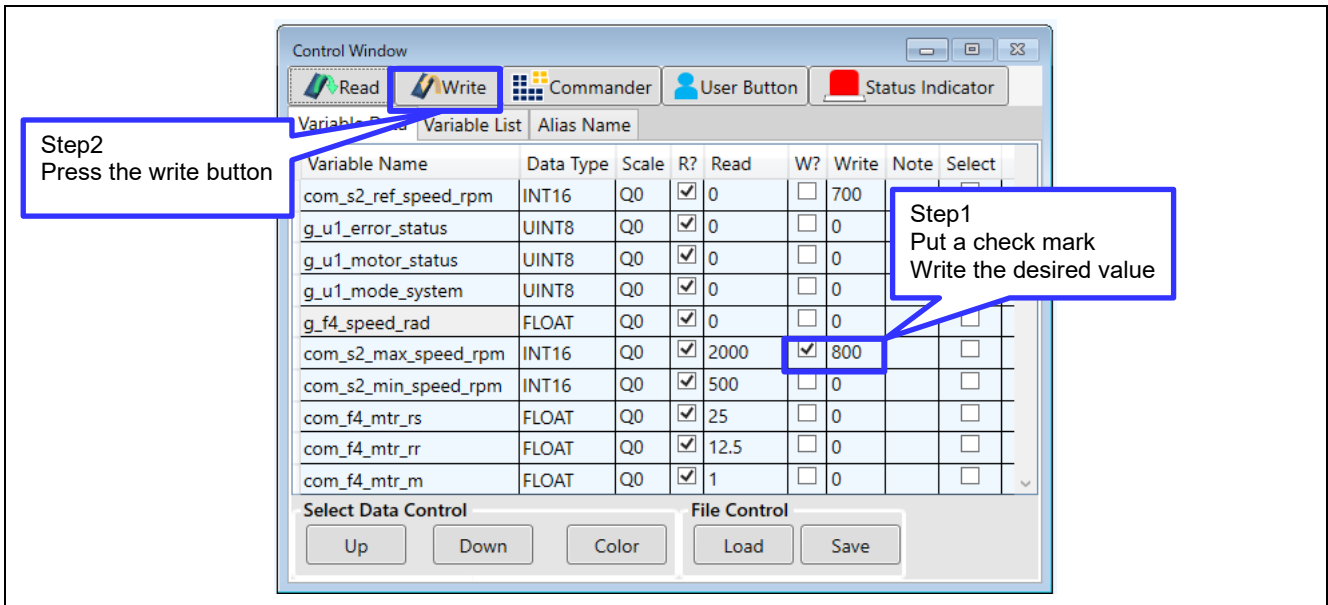 Control Window
Read Write Commander User Button Status Indicator
Variable List Alias Name
Step2
Press the write button
Variable Name Data Type Scale R? Read W? Write Note Select
com_s2_ref_speed_rpm INT16 Q0 0 700
g_u1_error_status UINT8 Q0 0 0
g_u1_motor_status UINT8 Q0 0 0
g_u1_mode_system UINT8 Q0 0 0
g_f4_speed_rad FLOAT Q0 0 0
com_s2_max_speed_rpm INT16 Q0 2000 800
com_s2_min_speed_rpm INT16 Q0 500 0
com_f4_mtr_rs FLOAT Q0 25 0
com_f4_mtr_rr FLOAT Q0 12.5 0
com_f4_mtr_m FLOAT Q0 1 0
Step1
Put a check mark
Write the desired value
Select Data Control File Control
Up Down Color Load Save